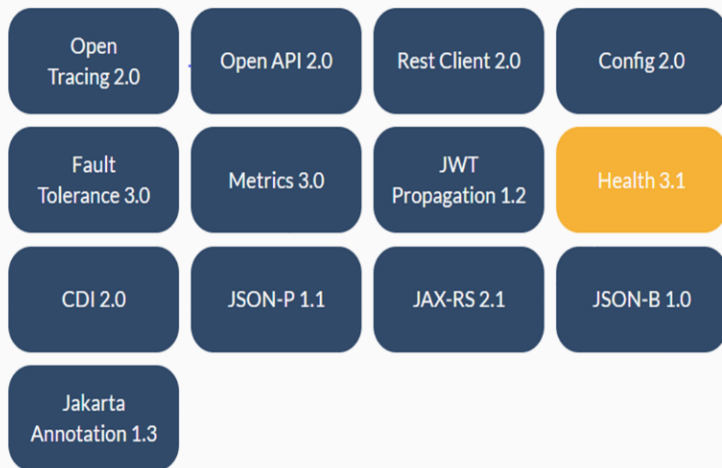 Open
Tracing 2.0
Open API 2.0
Rest Client 2.0
Config 2.0
Fault
Tolerance 3.0
Metrics 3.0
JWT
Propagation 1.2
Health 3.1
CDI 2.0
JSON-P 1.1
JAX-RS 2.1
JSON-B 1.0
Jakarta
Annotation 1.3